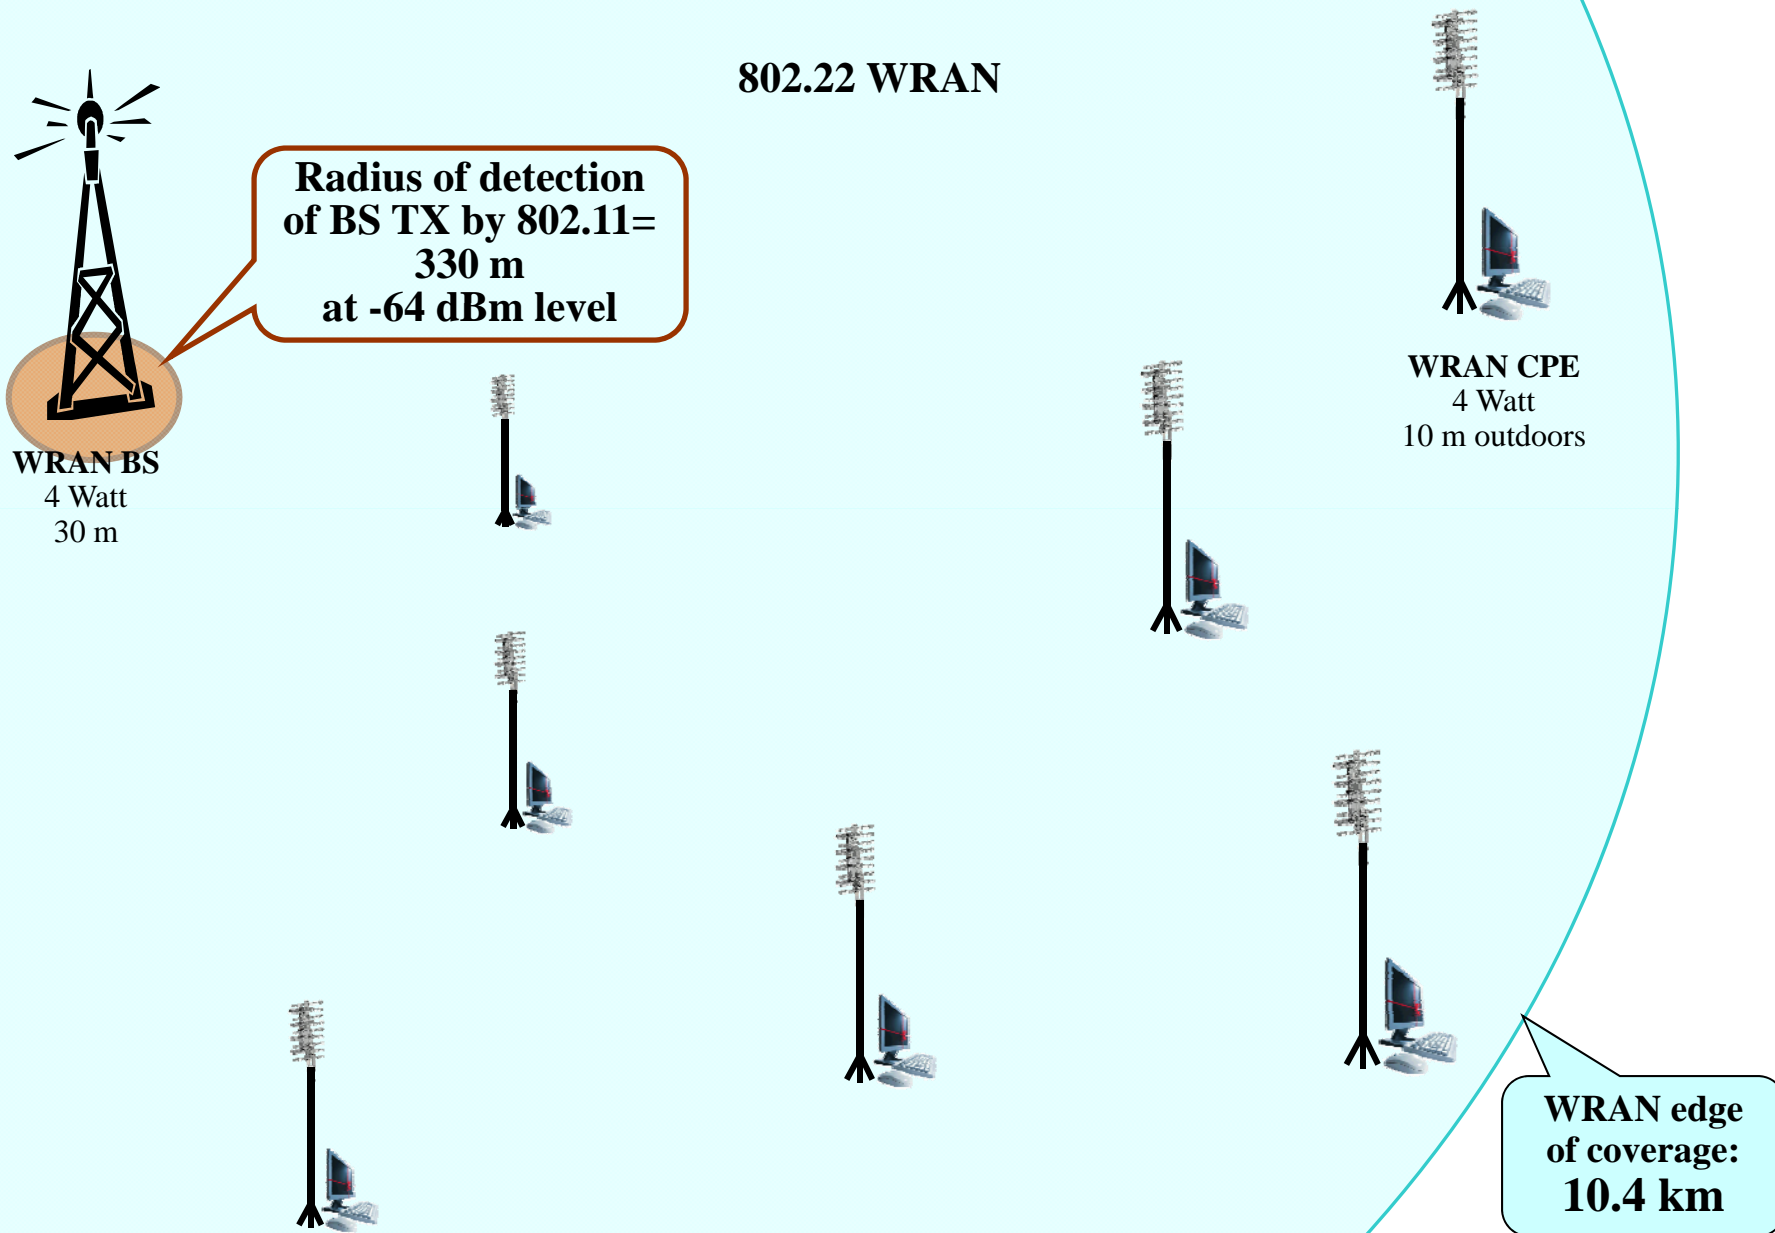 802.22 WRAN
Radius of detection
of BS TX by 802.11=
330 m
at -64 dBm level
WRAN BS
4 Watt
30 m
WRAN CPE
4 Watt
10 m outdoors
WRAN edge
of coverage:
10.4 km